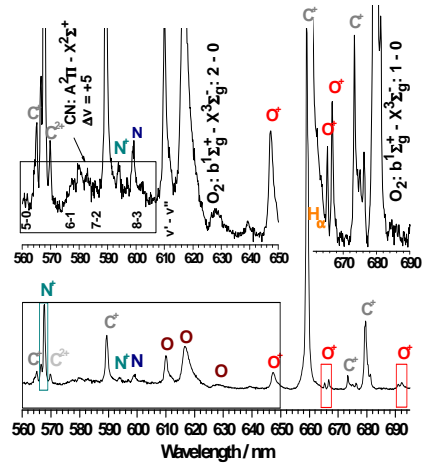 C⁺
C²⁺
CN: A²Π - X²Σ⁺
Δv = +5
N⁺
N
5-0
6-1
7-2
8-3
v' - v''
O₂: b¹Σg⁺ - X³Σg⁻: 2 - 0
O⁺
560 570 580 590 600 610 620 630 640 650
C⁺
O⁺
O⁺
C⁺
O₂: b¹Σg⁺ - X³Σg⁻: 1 - 0
Hα
670 680 690
N⁺
C⁺
C²⁺
C⁺
N⁺
N
O
O
O
O⁺
O⁺
C⁺
C⁺
O⁺
560 570 580 590 600 610 620 630 640 650 660 670 680 690
Wavelength / nm